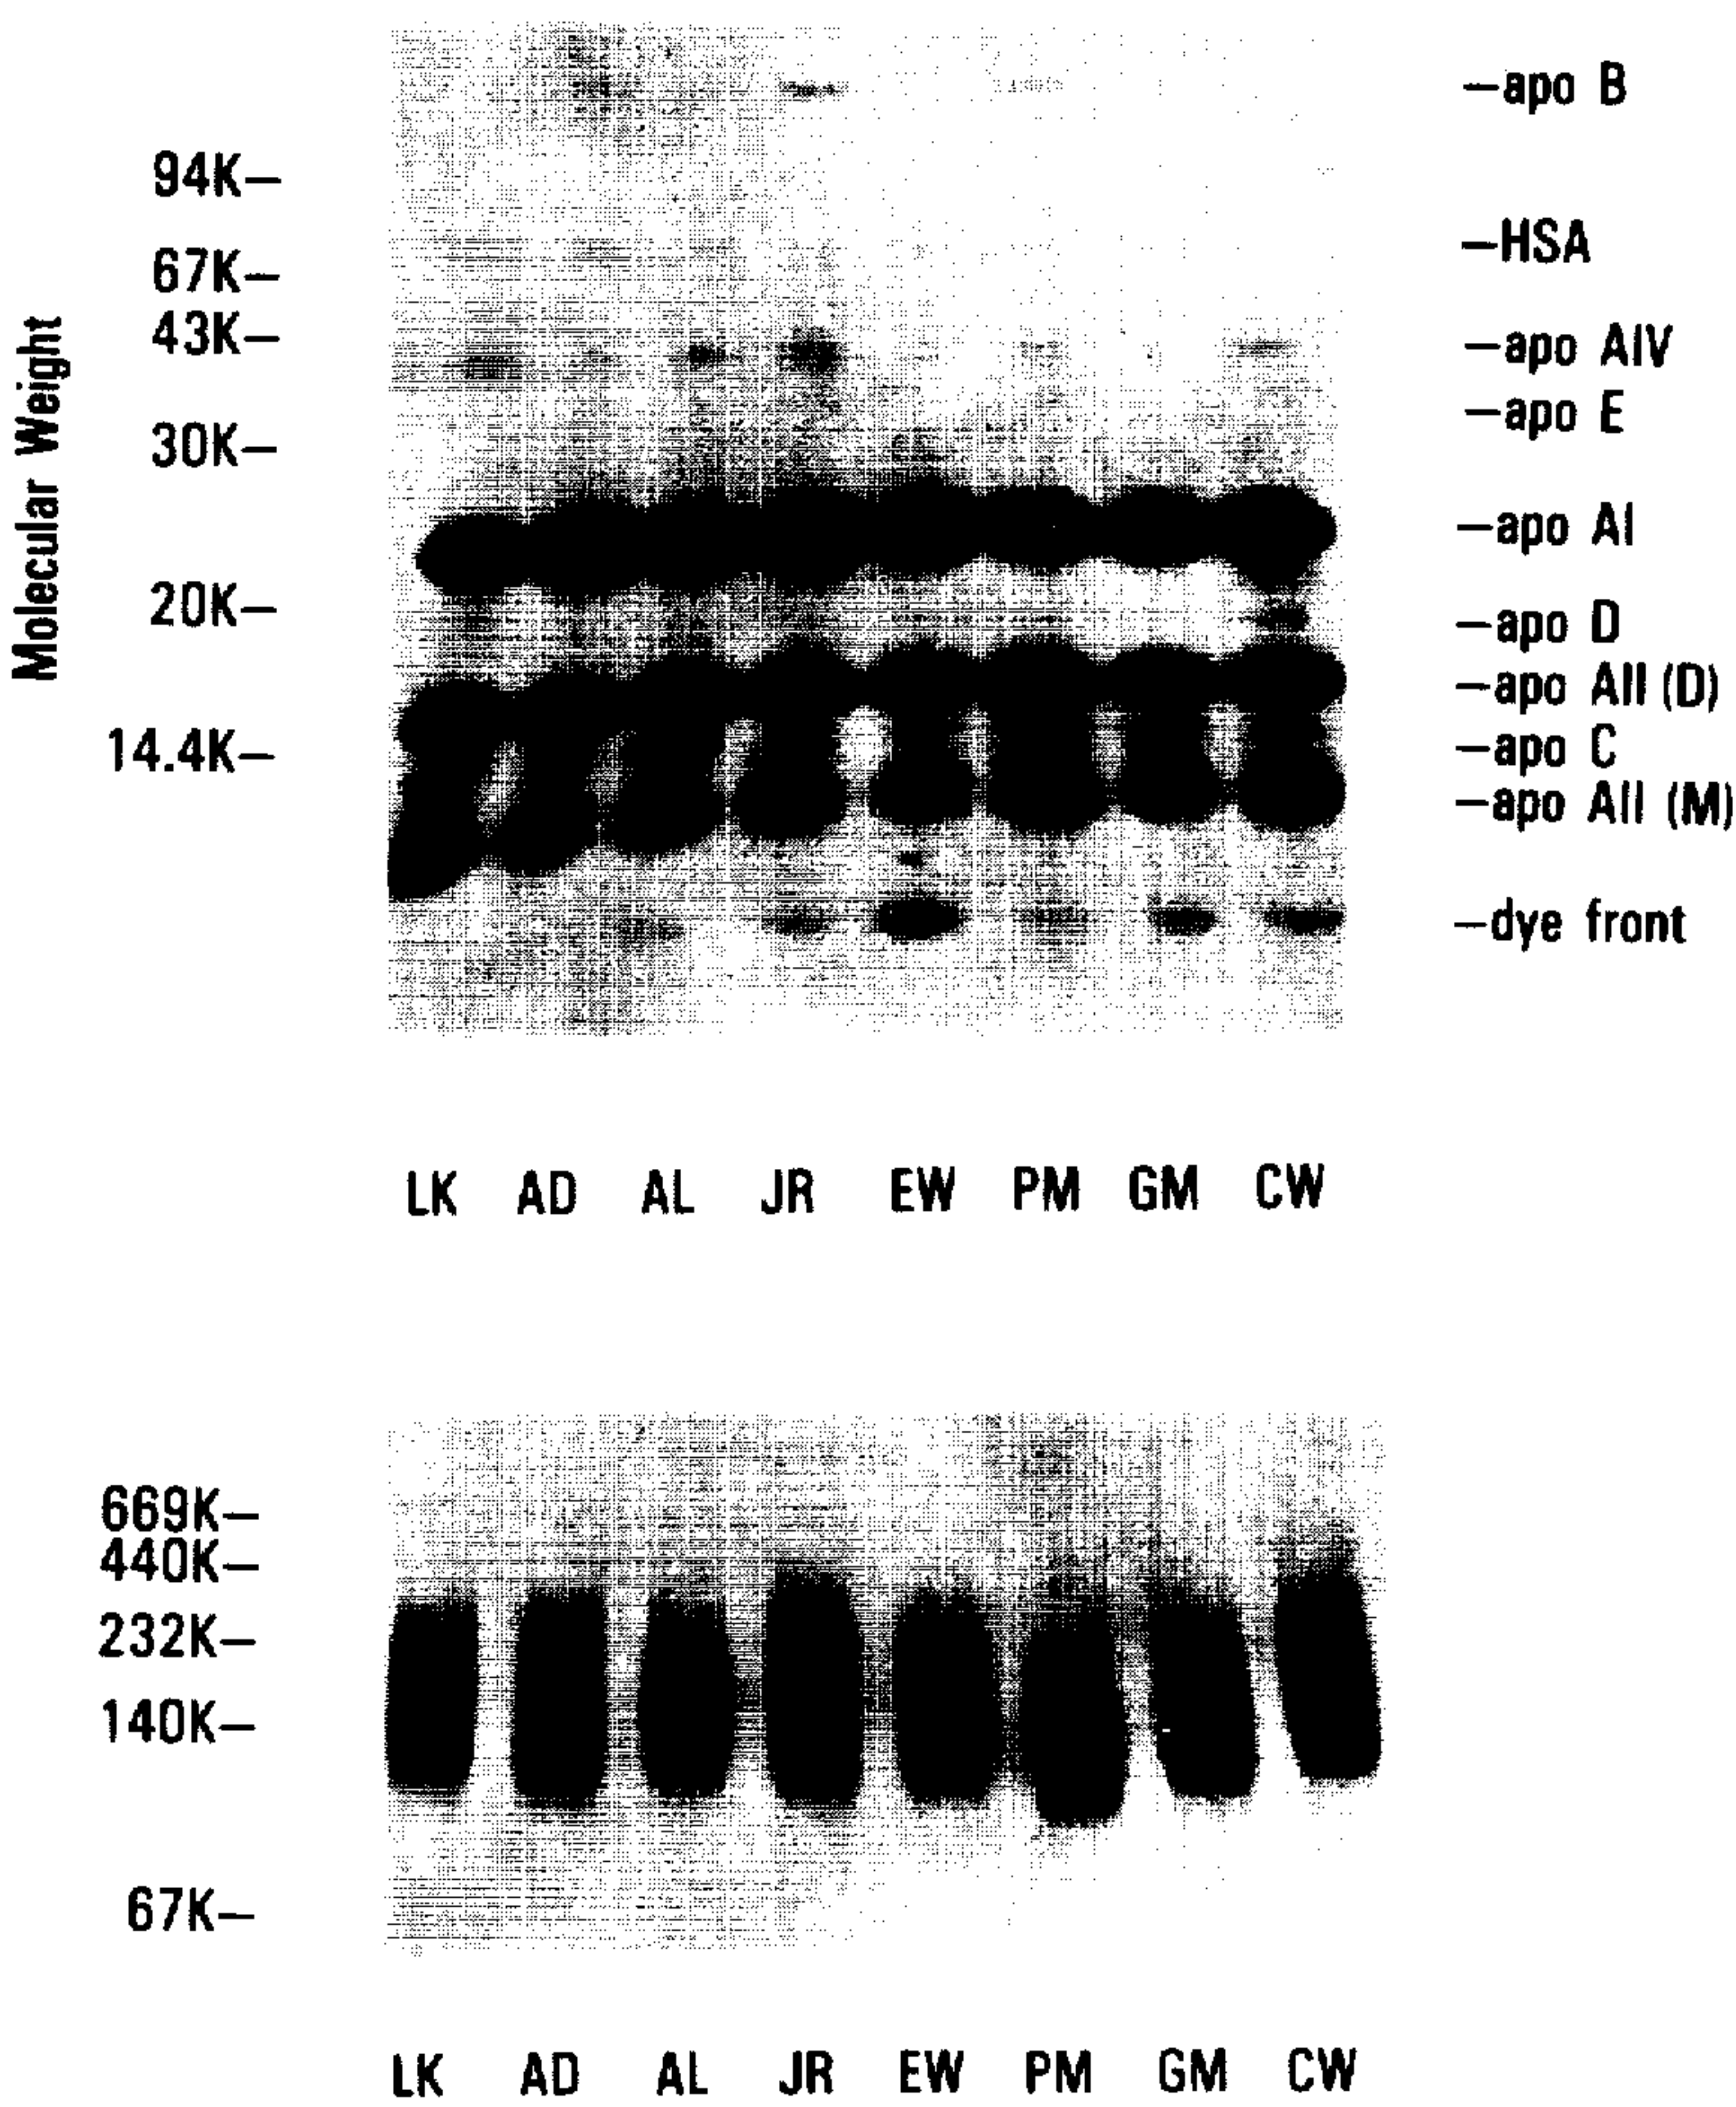 Molecular Weight
94K–
67K–
43K–
30K–
20K–
14.4K–
–apo B
–HSA
–apo AIV
–apo E
–apo AI
–apo D
–apo AII (D)
–apo C
–apo AII (M)
–dye front
LK AD AL JR EW PM GM CW
669K–
440K–
232K–
140K–
67K–
LK AD AL JR EW PM GM CW